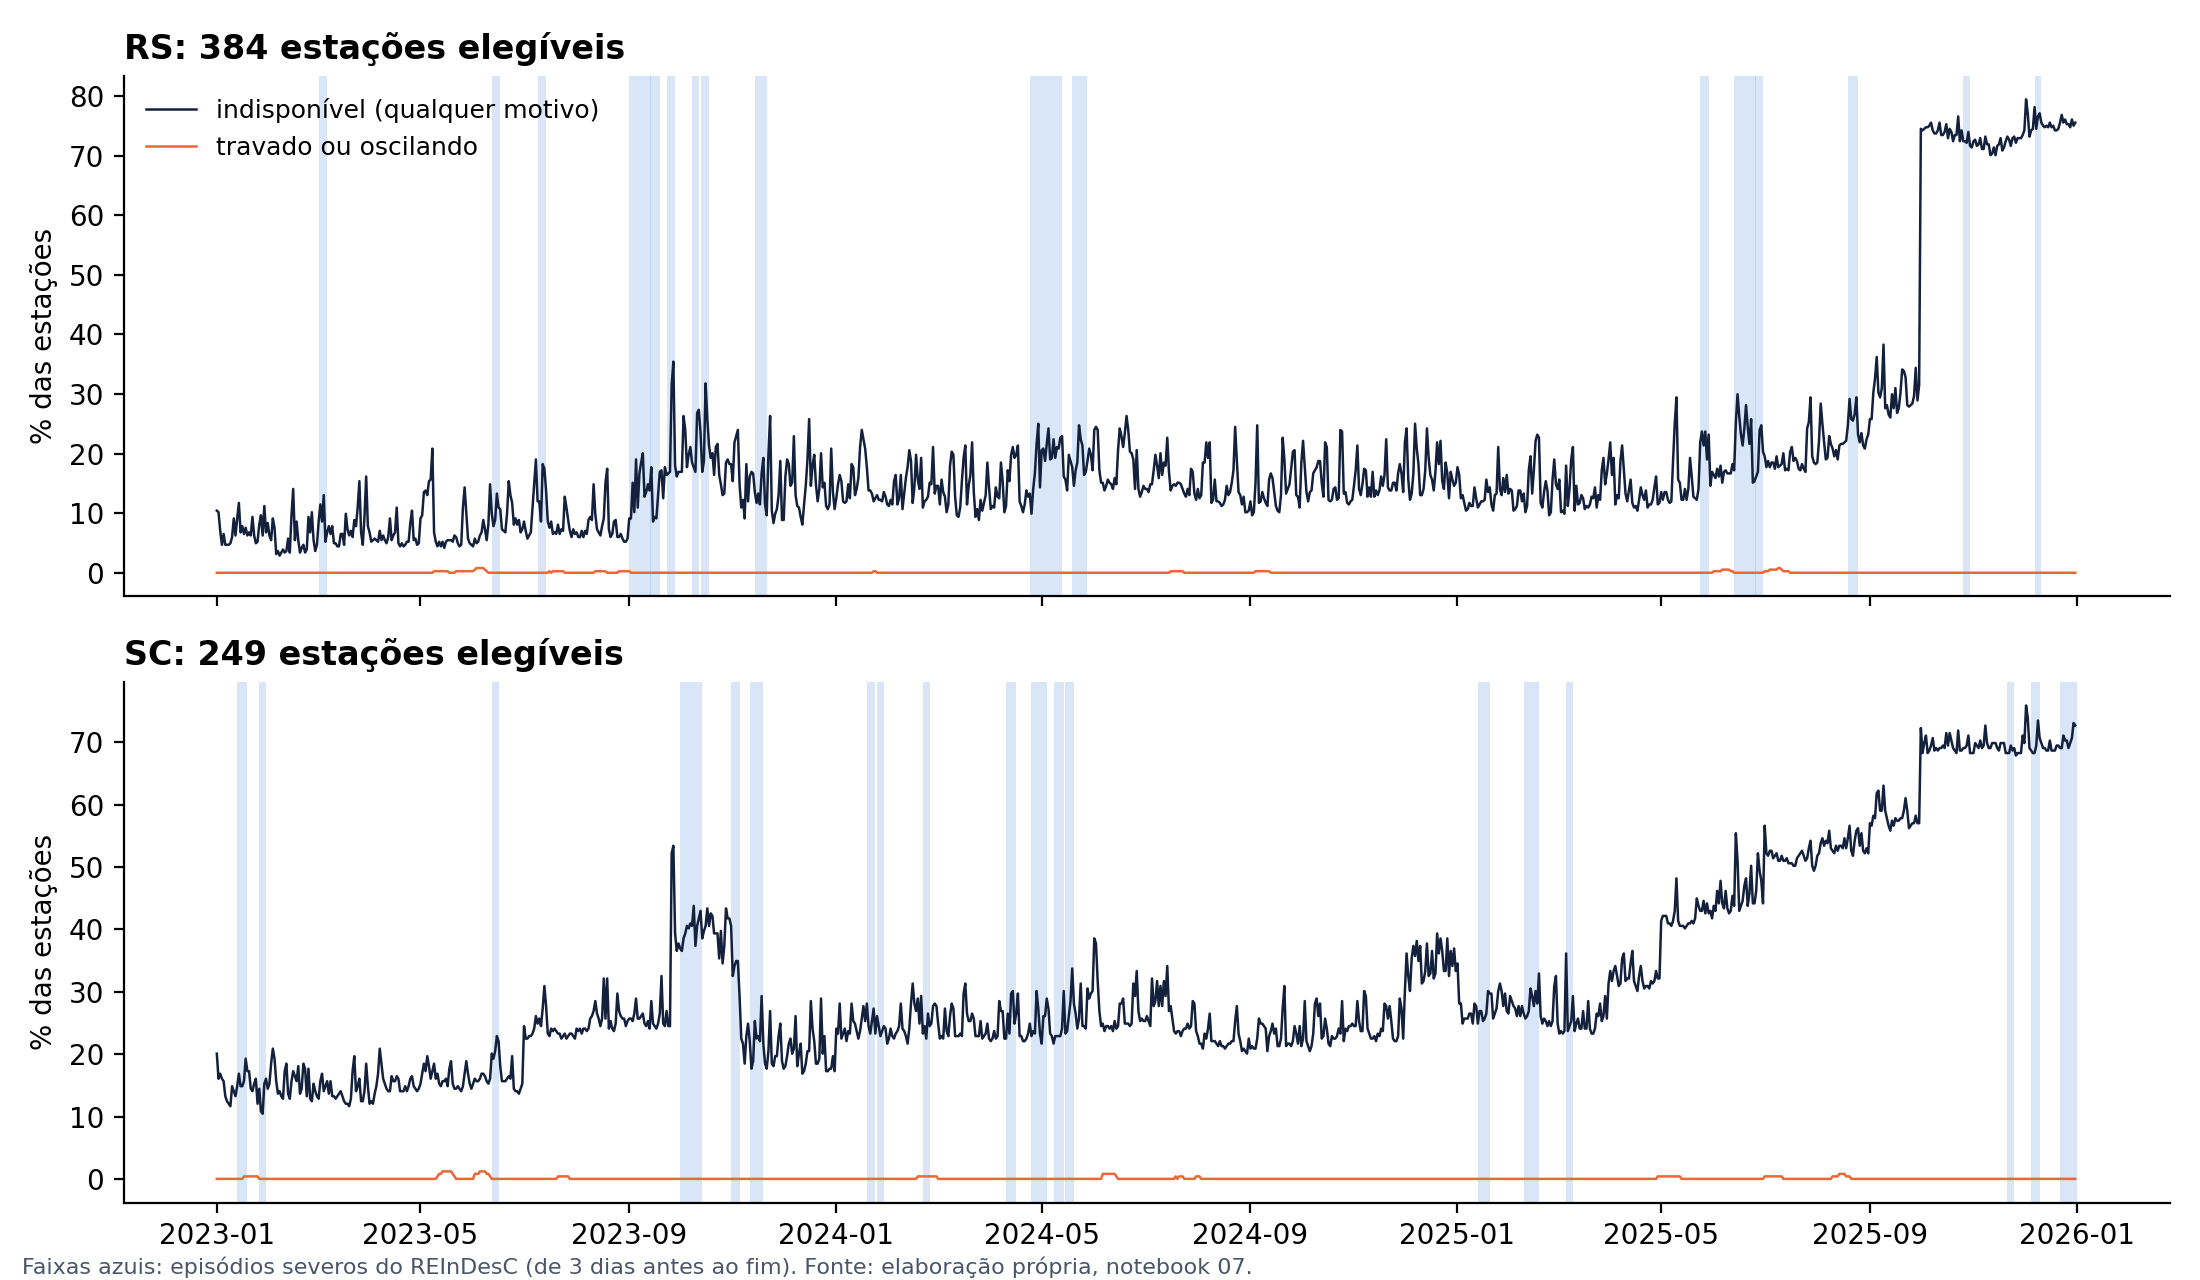 RS: 384 estações elegíveis
indisponível (qualquer motivo)
travado ou oscilando
% das estações
80
70
60
50
40
30
20
10
0
SC: 249 estações elegíveis
% das estações
70
60
50
40
30
20
10
0
2023-01 2023-05 2023-09 2024-01 2024-05 2024-09 2025-01 2025-05 2025-09 2026-01
Faixas azuis: episódios severos do REInDesC (de 3 dias antes ao fim). Fonte: elaboração própria, notebook 07.